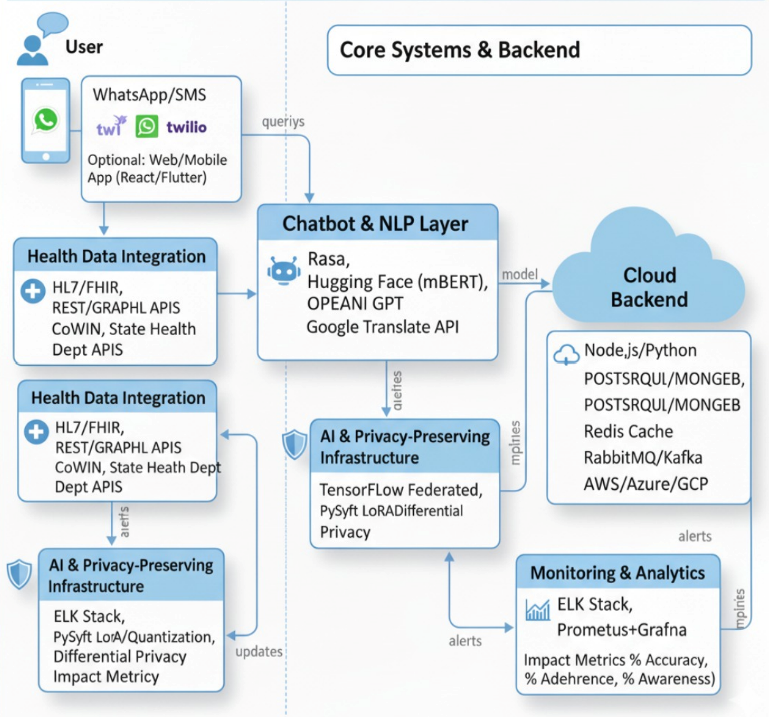 User
Core Systems & Backend
WhatsApp/SMS
twi twilio
Optional: Web/Mobile
App (React/Flutter)
queriys
Chatbot & NLP Layer
Rasa,
Hugging Face (mBERT),
OPEANI GPT
Google Translate API
Health Data Integration
HL7/FHIR,
REST/GRAPHL APIS
CoWIN, State Health
Dept APIS
model
Cloud
Backend
Node,js/Python
POSTSRQUL/MONGEB,
POSTSRQUL/MONGEB
Redis Cache
RabbitMQ/Kafka
AWS/Azure/GCP
Health Data Integration
HL7/FHIR,
REST/GRAPHL APIS
CoWIN, State Heath Dept
Dept APIS
AI & Privacy-Preserving
Infrastructure
TensorFLow Federated,
PySyft LoRADifferential
Privacy
alerts
AI & Privacy-Preserving
Infrastructure
ELK Stack,
PySyft LorA/Quantization,
Differential Privacy
Impact Metricy
updates
alerts
Monitoring & Analytics
ELK Stack,
Prometus+Grafna
Impact Metrics % Accuracy,
% Adehrence, % Awareness)